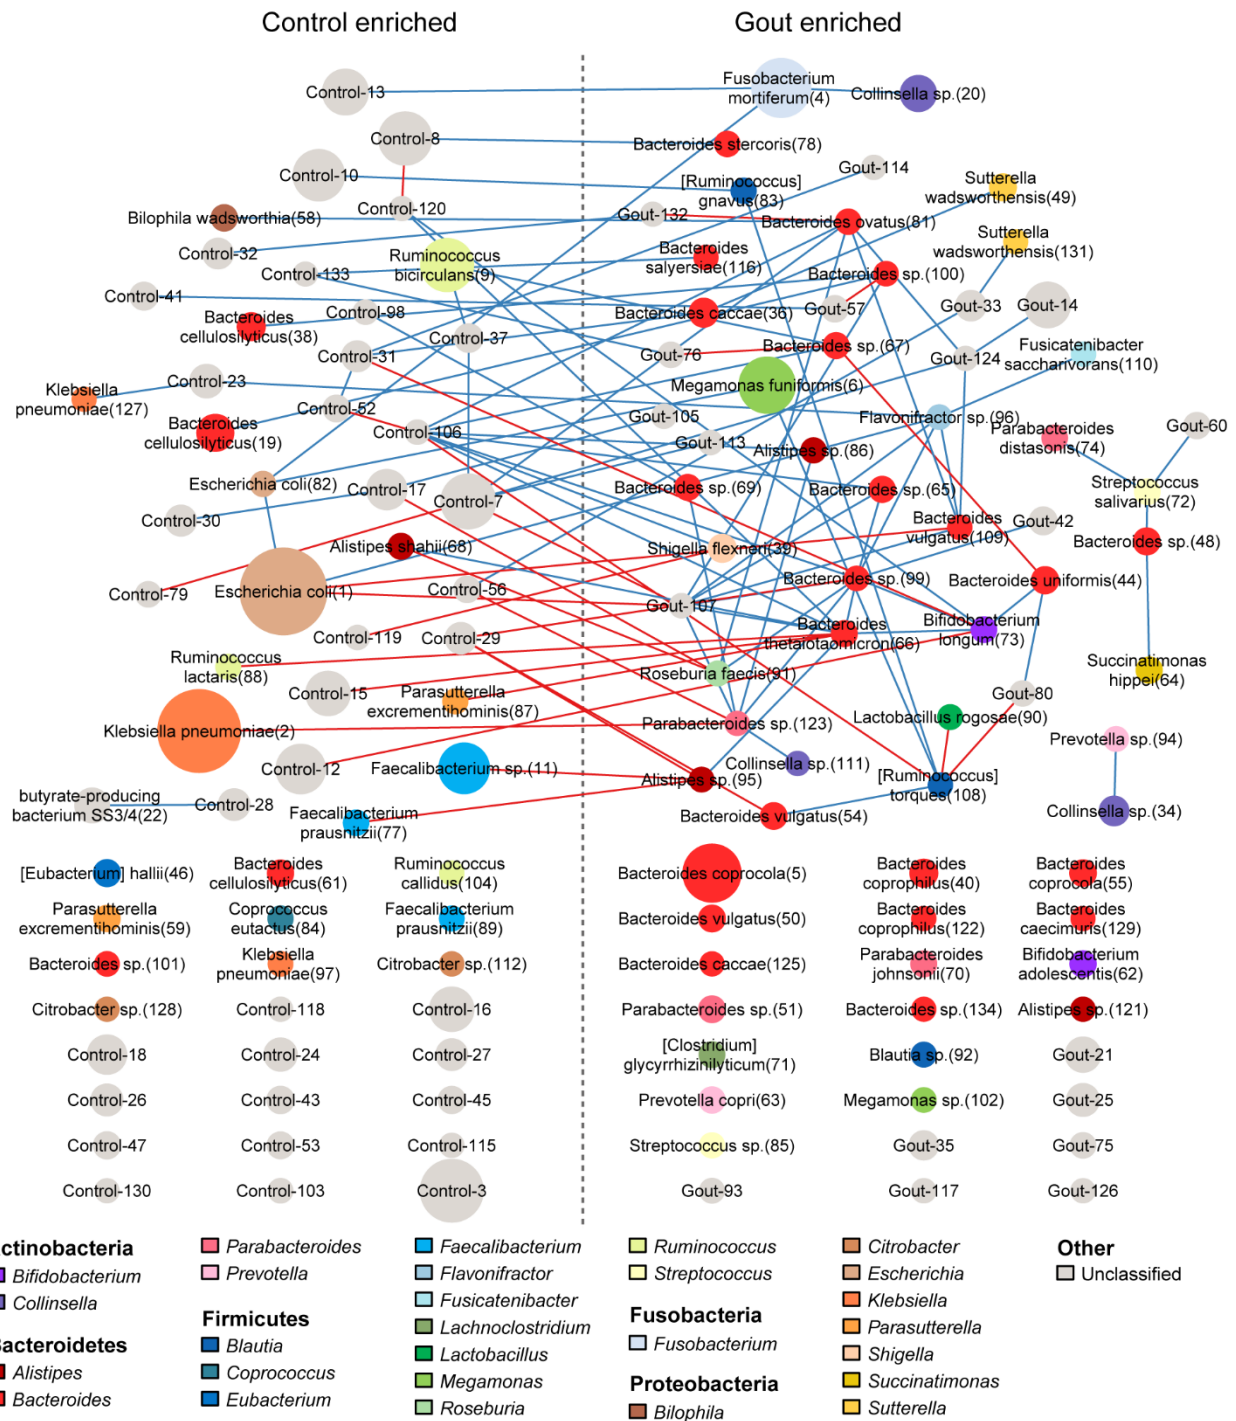 Control enriched
Gout enriched
Control-13
Fusobacterium
mortiferum(4)
Collinsella sp.(20)
Control-8
Bacteroides stercoris(78)
Control-10
[Ruminococcus]
gnavus(83)
Gout-114
Sutterella
wadsworthensis(49)
Bilophila wadsworthia(58)
Control-120
Gout-132
Bacteroides ovatus(81)
Control-32
Ruminococcus
bicirculans(9)
Bacteroides
salyersiae(116)
Sutterella
wadsworthensis(131)
Control-133
Bacteroides sp.(100)
Control-41
Control-98
Bacteroides caccae(36)
Gout-57
Gout-33
Gout-14
Bacteroides
cellulosilyticus(38)
Control-37
Control-31
Gout-76
Bacteroides sp.(67)
Gout-124
Fusicatenibacter
saccharivorans(110)
Klebsiella
pneumoniae(127)
Control-23
Megamonas funiformis(6)
Control-52
Bacteroides
cellulosilyticus(19)
Control-106
Gout-105
Flavonifractor sp.(96)
Gout-113
Alistipes sp.(86)
Parabacteroides
distasonis(74)
Gout-60
Escherichia coli(82)
Control-17
Control-7
Bacteroides sp.(69)
Bacteroides sp.(65)
Streptococcus
salivarius(72)
Control-30
Bacteroides
vulgatus(109)
Gout-42
Alistipes shahii(68)
Shigella flexneri(39)
Bacteroides sp.(48)
Control-79
Escherichia coli(1)
Control-56
Gout-107
Bacteroides sp.(99)
Bacteroides uniformis(44)
Control-119
Control-29
Bacteroides
thetaiotaomicron(66)
Bifidobacterium
longum(73)
Ruminococcus
lactaris(88)
Control-15
Parasutterella
excrementihominis(87)
Roseburia faecis(91)
Succinatimonas
hippei(64)
Gout-80
Klebsiella pneumoniae(2)
Parabacteroides sp.(123)
Lactobacillus rogosae(90)
Prevotella sp.(94)
Control-12
Faecalibacterium sp.(11)
Alistipes sp.(95)
Collinsella sp.(111)
[Ruminococcus]
torques(108)
butyrate-producing
bacterium SS3/4(22)
Control-28
Faecalibacterium
prausnitzii(77)
Bacteroides vulgatus(54)
Collinsella sp.(34)
[Eubacterium] hallii(46)
Bacteroides
cellulosilyticus(61)
Ruminococcus
callidus(104)
Bacteroides coprocola(5)
Bacteroides
coprophilus(40)
Bacteroides
coprocola(55)
Parasutterella
excrementihominis(59)
Coprococcus
eutactus(84)
Faecalibacterium
prausnitzii(89)
Bacteroides vulgatus(50)
Bacteroides
coprophilus(122)
Bacteroides
caecimuris(129)
Bacteroides sp.(101)
Klebsiella
pneumoniae(97)
Citrobacter sp.(112)
Bacteroides caccae(125)
Parabacteroides
johnsonii(70)
Bifidobacterium
adolescentis(62)
Citrobacter sp.(128)
Control-118
Control-16
Parabacteroides sp.(51)
Bacteroides sp.(134)
Alistipes sp.(121)
Control-18
Control-24
Control-27
[Clostridium]
glycyrrhizinilyticum(71)
Blautia sp.(92)
Gout-21
Control-26
Control-43
Control-45
Prevotella copri(63)
Megamonas sp.(102)
Gout-25
Control-47
Control-53
Control-115
Streptococcus sp.(85)
Gout-35
Gout-75
Control-130
Control-103
Control-3
Gout-93
Gout-117
Gout-126
ctinobacteria
Bifidobacterium
Collinsella
acteroidetes
Alistipes
Bacteroides
Parabacteroides
Prevotella
Firmicutes
Blautia
Coprococcus
Eubacterium
Faecalibacterium
Flavonifractor
Fusicatenibacter
Lachnoclostridium
Lactobacillus
Megamonas
Roseburia
Ruminococcus
Streptococcus
Fusobacteria
Fusobacterium
Proteobacteria
Bilophila
Citrobacter
Escherichia
Klebsiella
Parasutterella
Shigella
Succinatimonas
Sutterella
Other
Unclassified